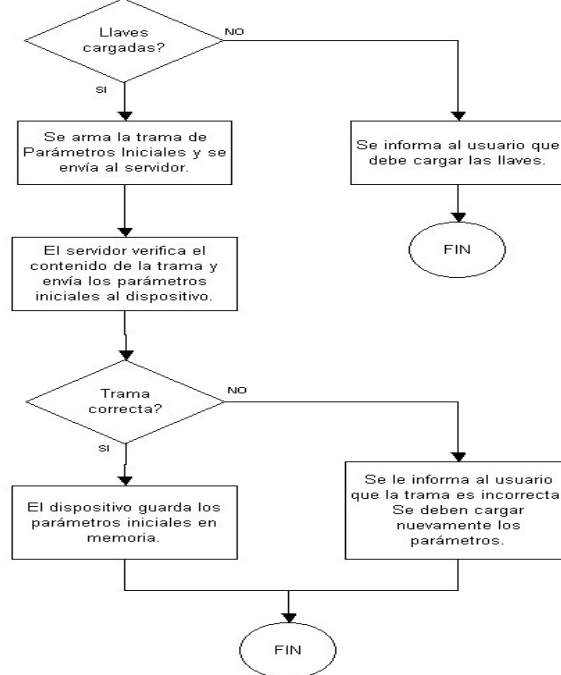 Llaves
cargadas?
NO
SI
Se arma la trama de
Parámetros Iniciales y se
envía al servidor.
Se informa al usuario que
debe cargar las llaves.
FIN
El servidor verifica el
contenido de la trama y
envía los parámetros
iniciales al dispositivo.
Trama
correcta?
NO
SI
El dispositivo guarda los
parámetros iniciales en
memoria.
Se le informa al usuario
que la trama es incorrecta
Se deben cargar
nuevamente los
parámetros.
FIN